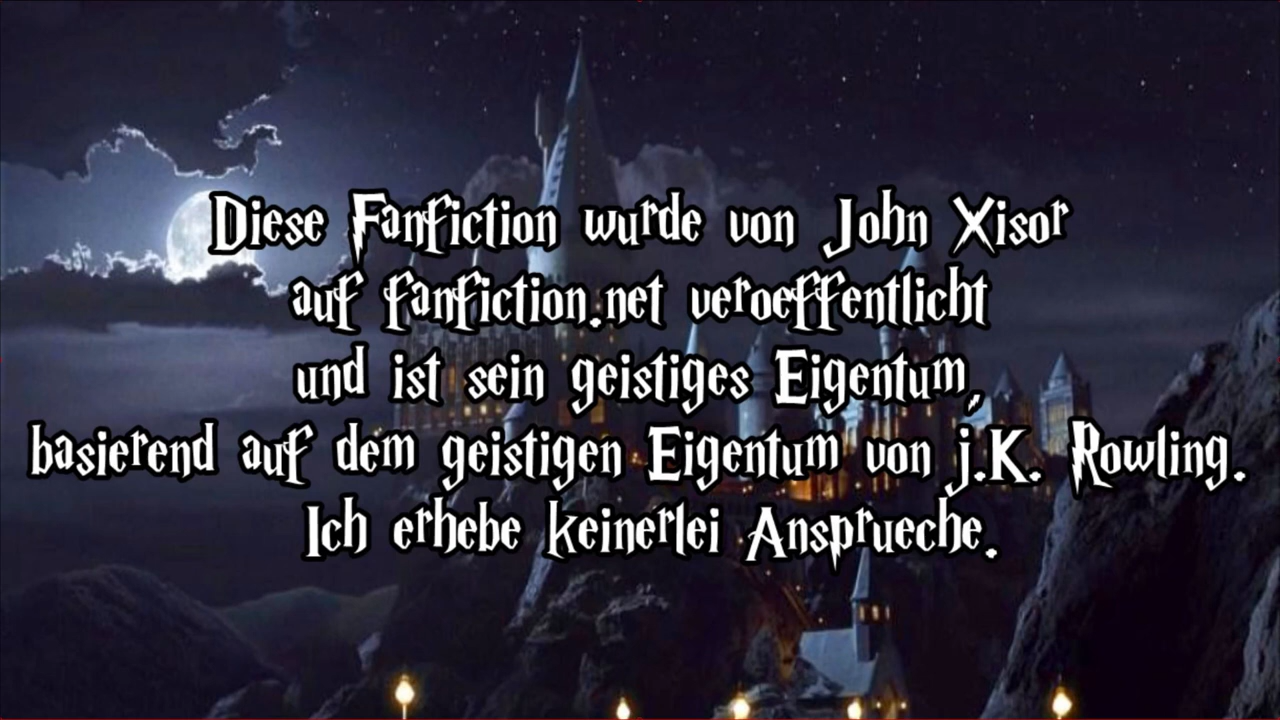 Diese Fanfiction wurde von John Xisor
auf fanfiction.net veroeffentlicht
und ist sein geistiges Eigentum,
basierend auf dem geistigen Eigentum von j.K. Rowling.
Ich erhebe keinerlei Ansprueche.